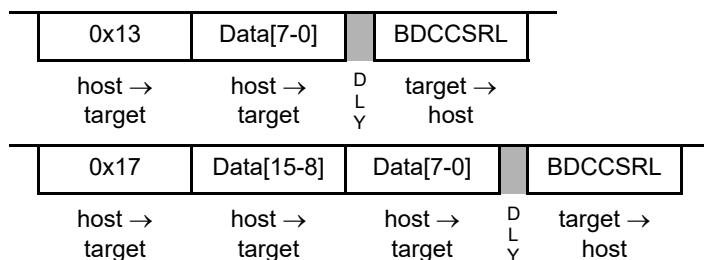 0x13 Data[7-0] BDCCSRL
host → host → D target →
target target L host
Y
0x17 Data[15-8] Data[7-0] BDCCSRL
host → host → host → D target →
target target target L host
Y